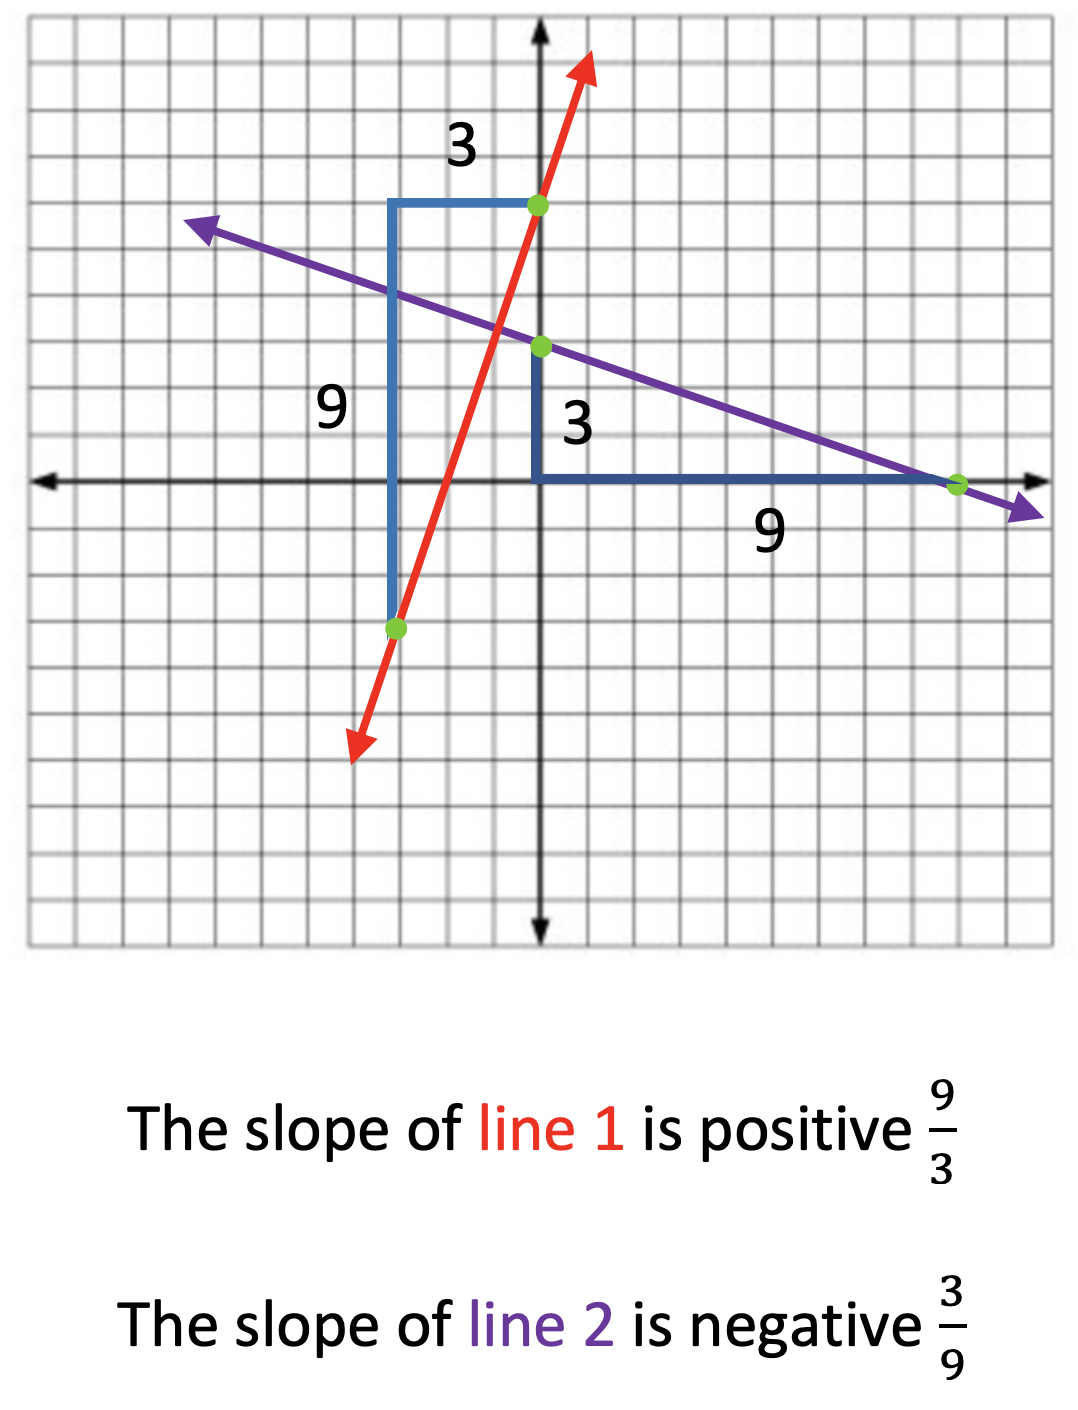 3
9
3
9
The slope of line 1 is positive 9/3
The slope of line 2 is negative 3/9